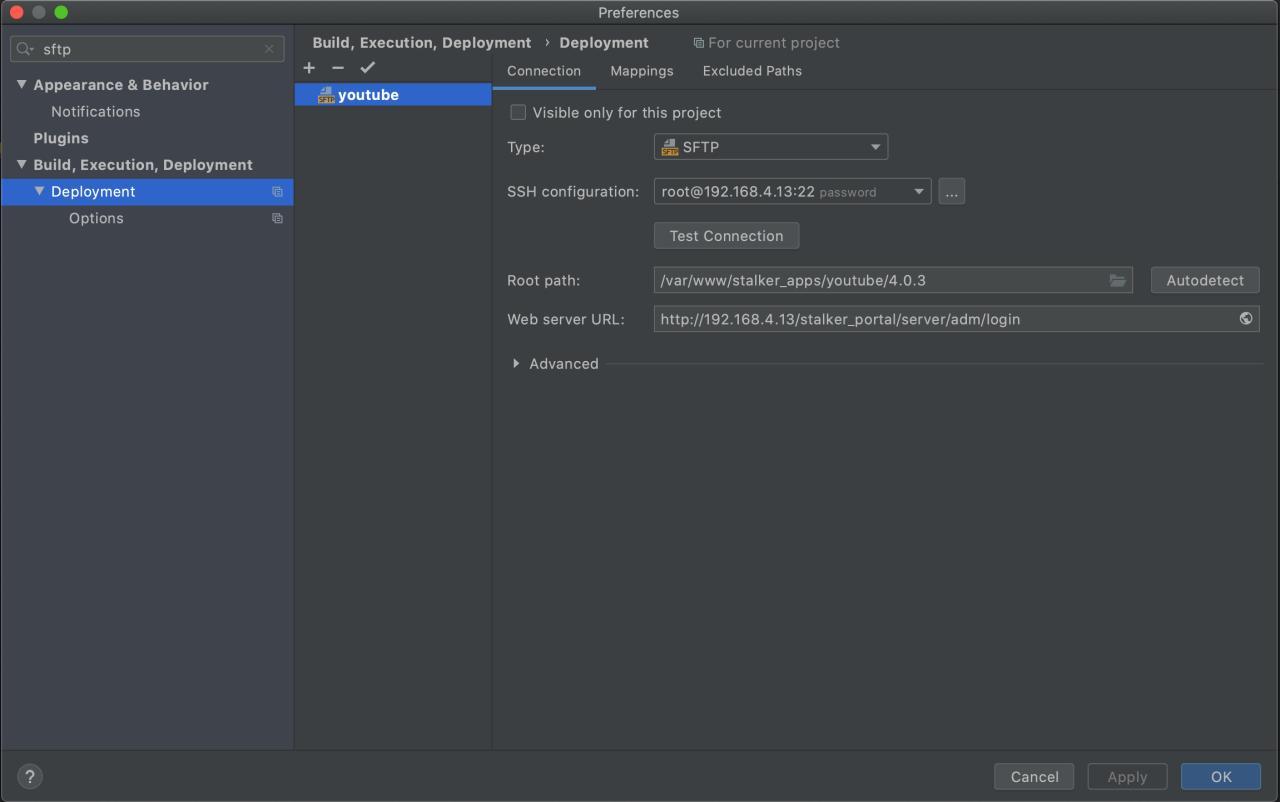 Preferences
sftp
Appearance & Behavior
Notifications
Plugins
Build, Execution, Deployment
Deployment
Options
Build, Execution, Deployment › Deployment For current project
youtube
Connection Mappings Excluded Paths
Visible only for this project
Type: SFTP
SSH configuration: root@192.168.4.13:22 password ...
Test Connection
Root path: /var/www/stalker_apps/youtube/4.0.3 Autodetect
Web server URL: http://192.168.4.13/stalker_portal/server/adm/login
Advanced
? Cancel Apply OK